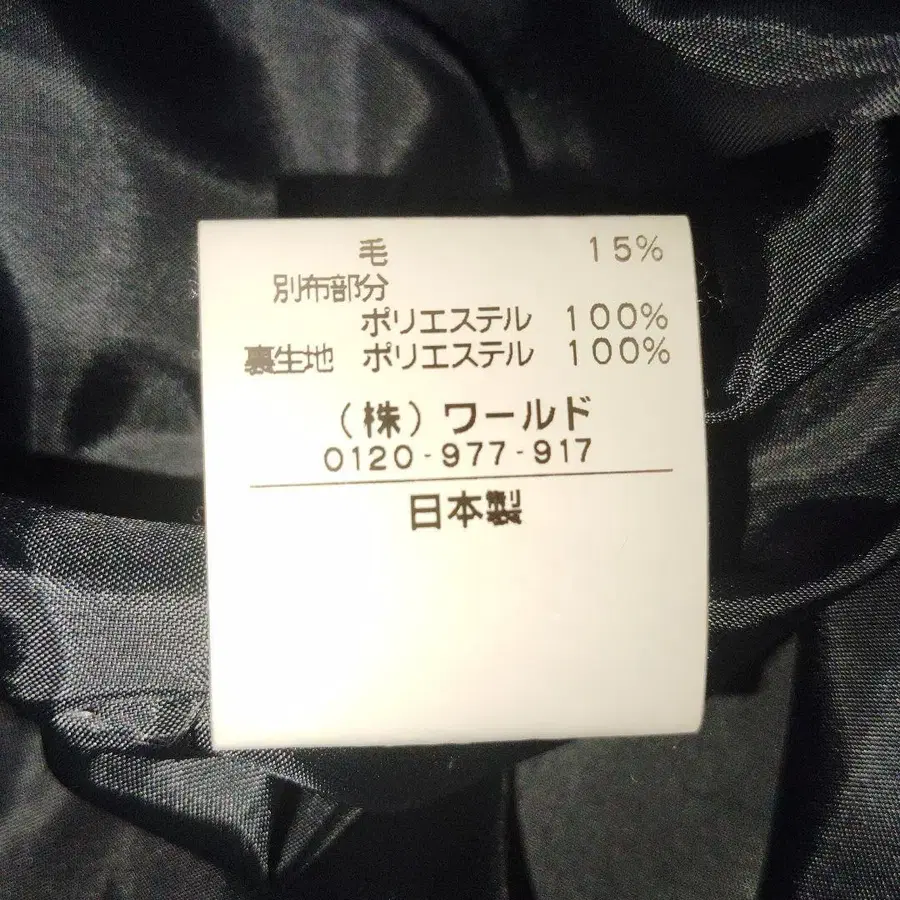 毛 15%
別布部分
ポリエステル 100%
裏生地 ポリエステル 100%
(株) ワールド
0120-977-917
日本製